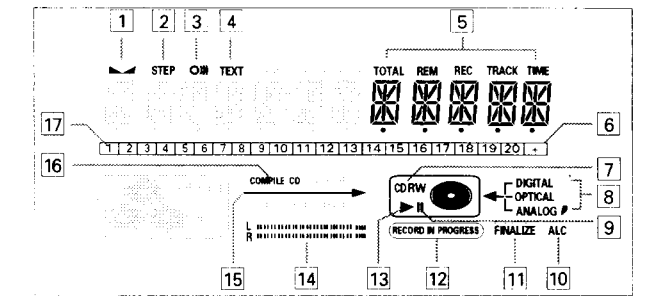 1 2 3 4 5
STEP TEXT TOTAL REM REC TRACK TIME
17 6
1 2 3 4 5 6 7 8 9 10 11 12 13 14 15 16 17 18 19 20 +
16 7
COMPILE CD
CD RW
DIGITAL
OPTICAL
ANALOG
8
L
R
9
RECORD IN PROGRESS FINALIZE ALC
15 14 13 12 11 10